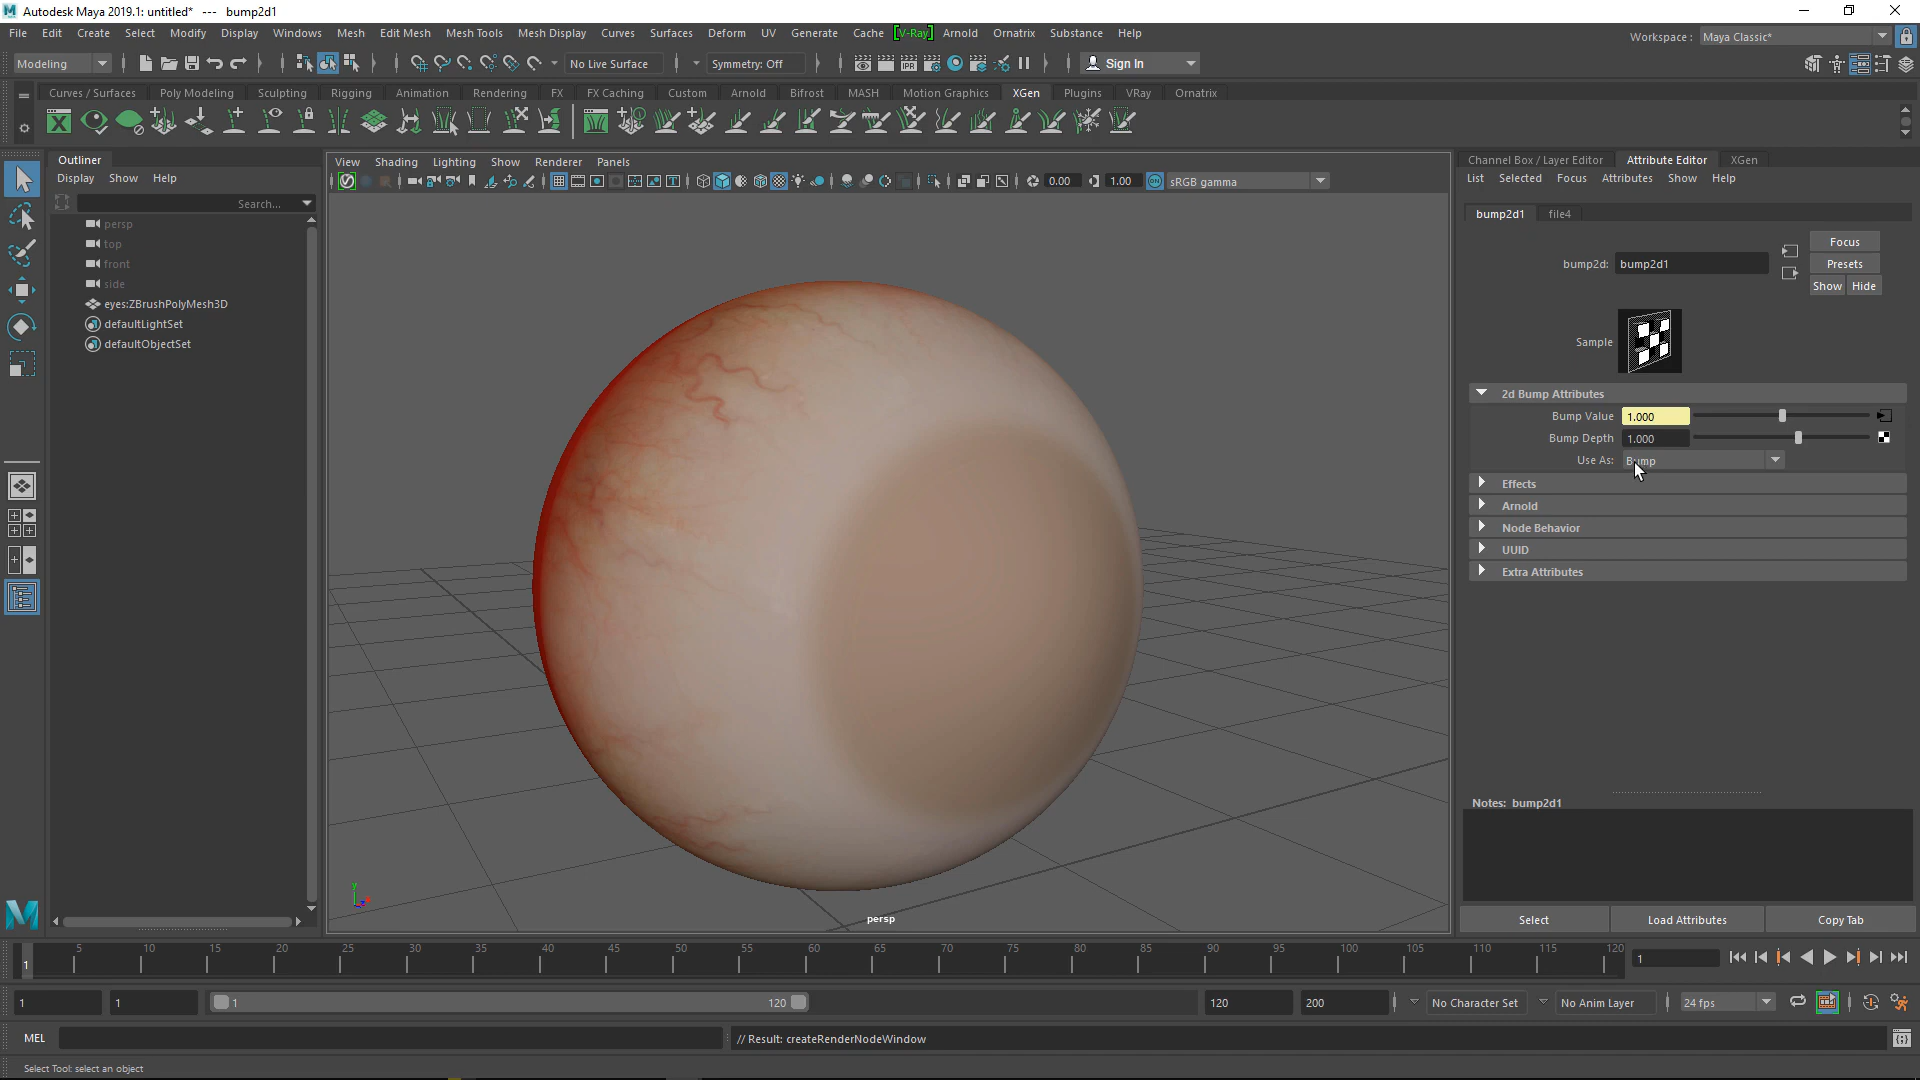 Autodesk Maya 2019.1: untitled* --- bump2d1
File Edit Create Select Modify Display Windows Mesh Edit Mesh Mesh Tools Mesh Display Curves Surfaces Deform UV Generate Cache [V-Ray] Arnold Ornatrix Substance Help
Workspace : Maya Classic*
Modeling No Live Surface Symmetry: Off Sign In
Curves / Surfaces Poly Modeling Sculpting Rigging Animation Rendering FX FX Caching Custom Arnold Bifrost MASH Motion Graphics XGen Plugins VRay Ornatrix
Outliner
Display Show Help
Search...
persp
top
front
side
eyes:ZBrushPolyMesh3D
defaultLightSet
defaultObjectSet
View Shading Lighting Show Renderer Panels
0.00 1.00 ON sRGB gamma
persp
Channel Box / Layer Editor Attribute Editor XGen
List Selected Focus Attributes Show Help
bump2d1 file4
bump2d: bump2d1
Focus
Presets
Show Hide
Sample
2d Bump Attributes
Bump Value 1.000
Bump Depth 1.000
Use As: Bump
Effects
Arnold
Node Behavior
UUID
Extra Attributes
Notes: bump2d1
Select Load Attributes Copy Tab
5 10 15 20 25 30 35 40 45 50 55 60 65 70 75 80 85 90 95 100 105 110 115 120
1 1
1 1 1 120 120 200 No Character Set No Anim Layer 24 fps
MEL // Result: createRenderNodeWindow
Select Tool: select an object